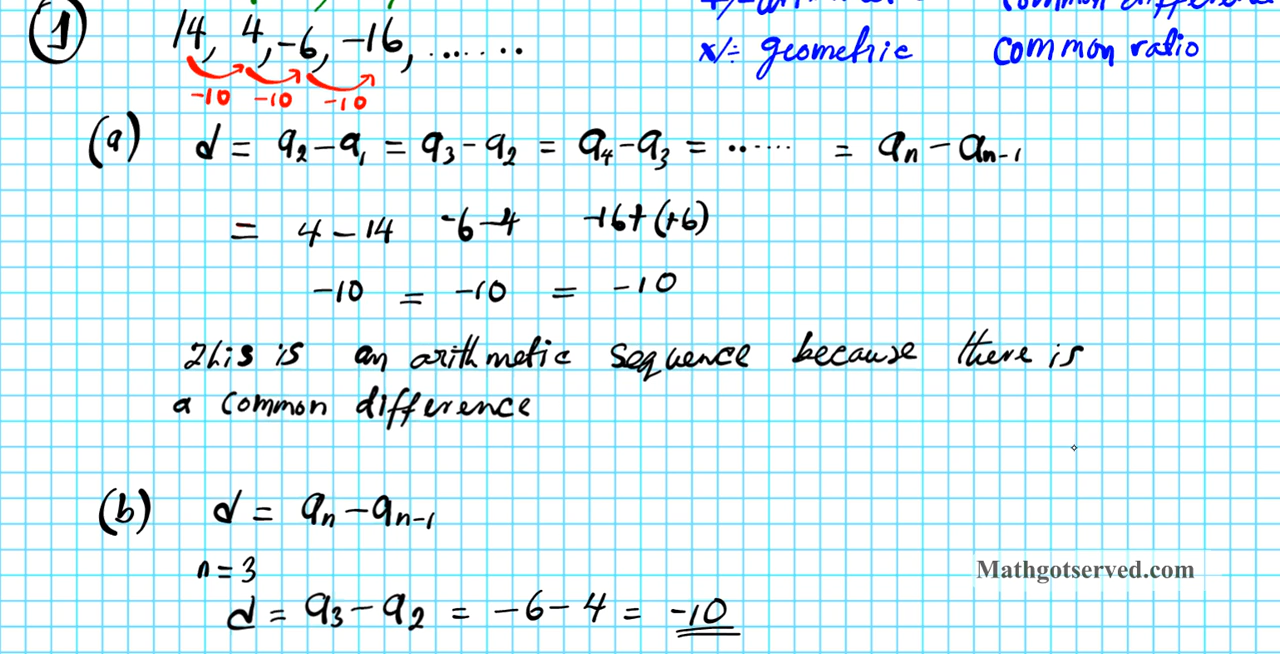 (1) 14, 4, -6, -16, ......
-10 -10 -10
x/÷ geometric common ratio
(a) d = a₂-a₁ = a₃-a₂ = a₄-a₃ = ...... = aₙ-aₙ₋₁
= 4-14 -6-4 -16+(+6)
-10 = -10 = -10
This is an arithmetic sequence because there is
a common difference
(b) d = aₙ-aₙ₋₁
n=3
d = a₃-a₂ = -6-4 = -10
Mathgotserved.com